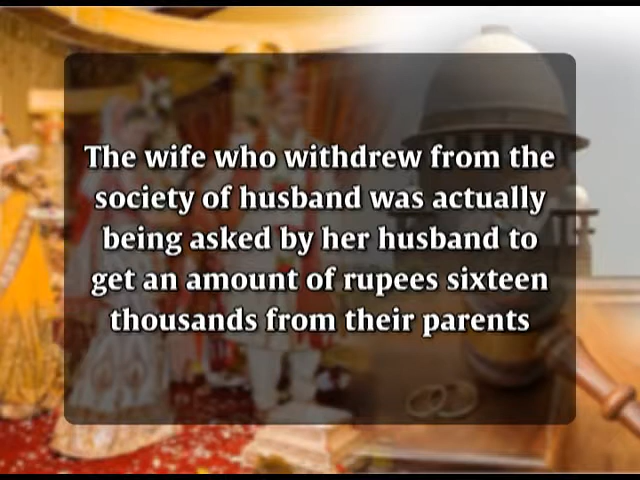 The wife who withdrew from the
society of husband was actually
being asked by her husband to
get an amount of rupees sixteen
thousands from their parents